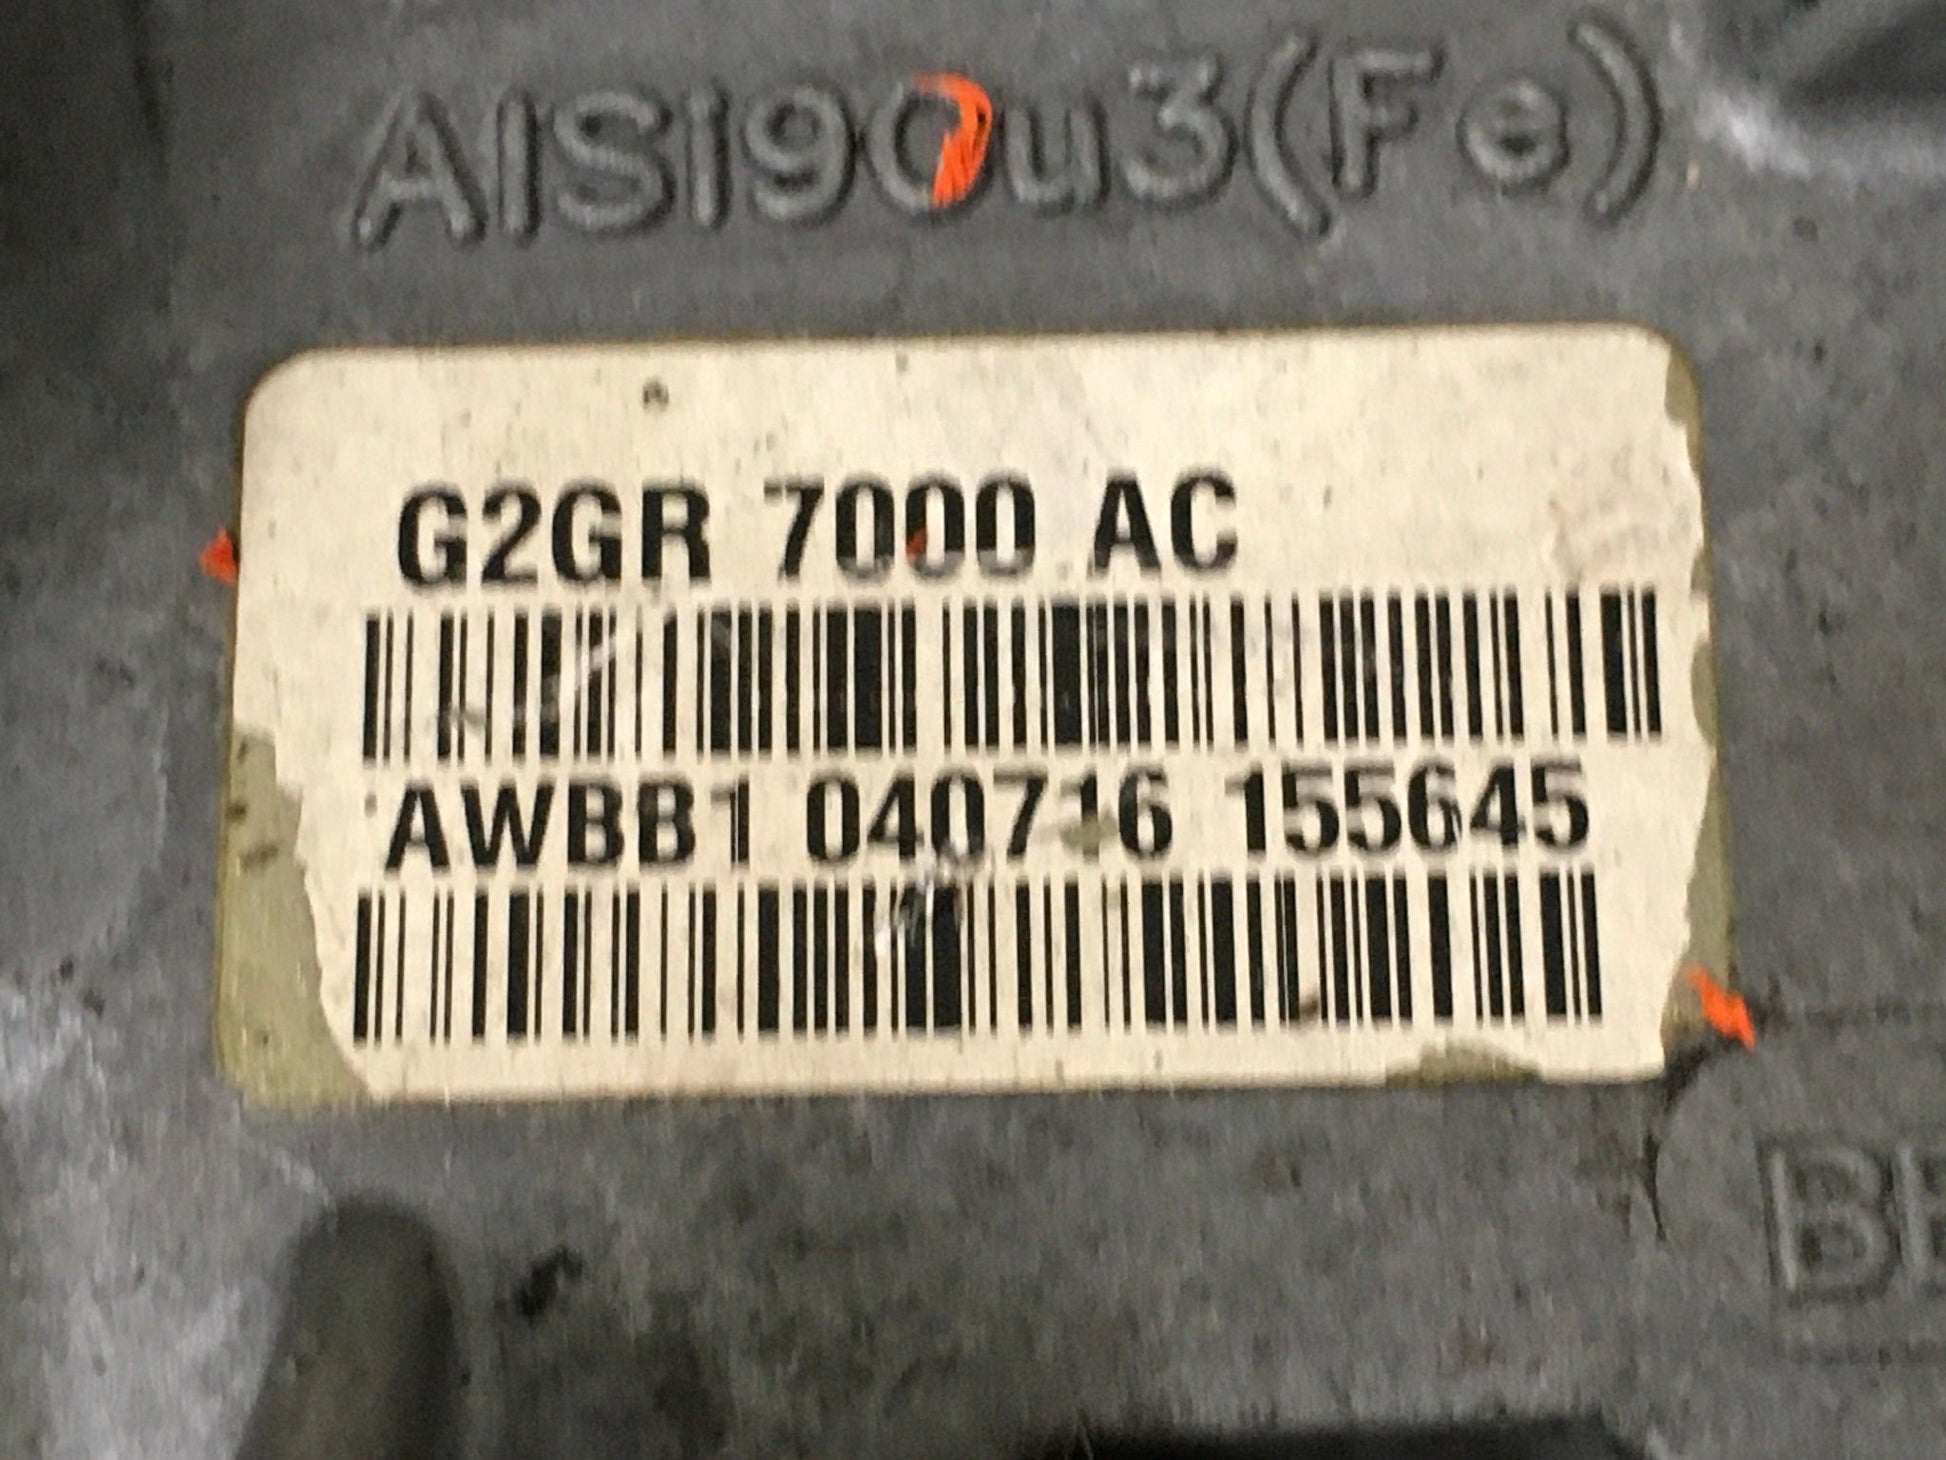 AlSi9Cu3(Fe)
G2GR 7000 AC
AWBB1 040716 155645